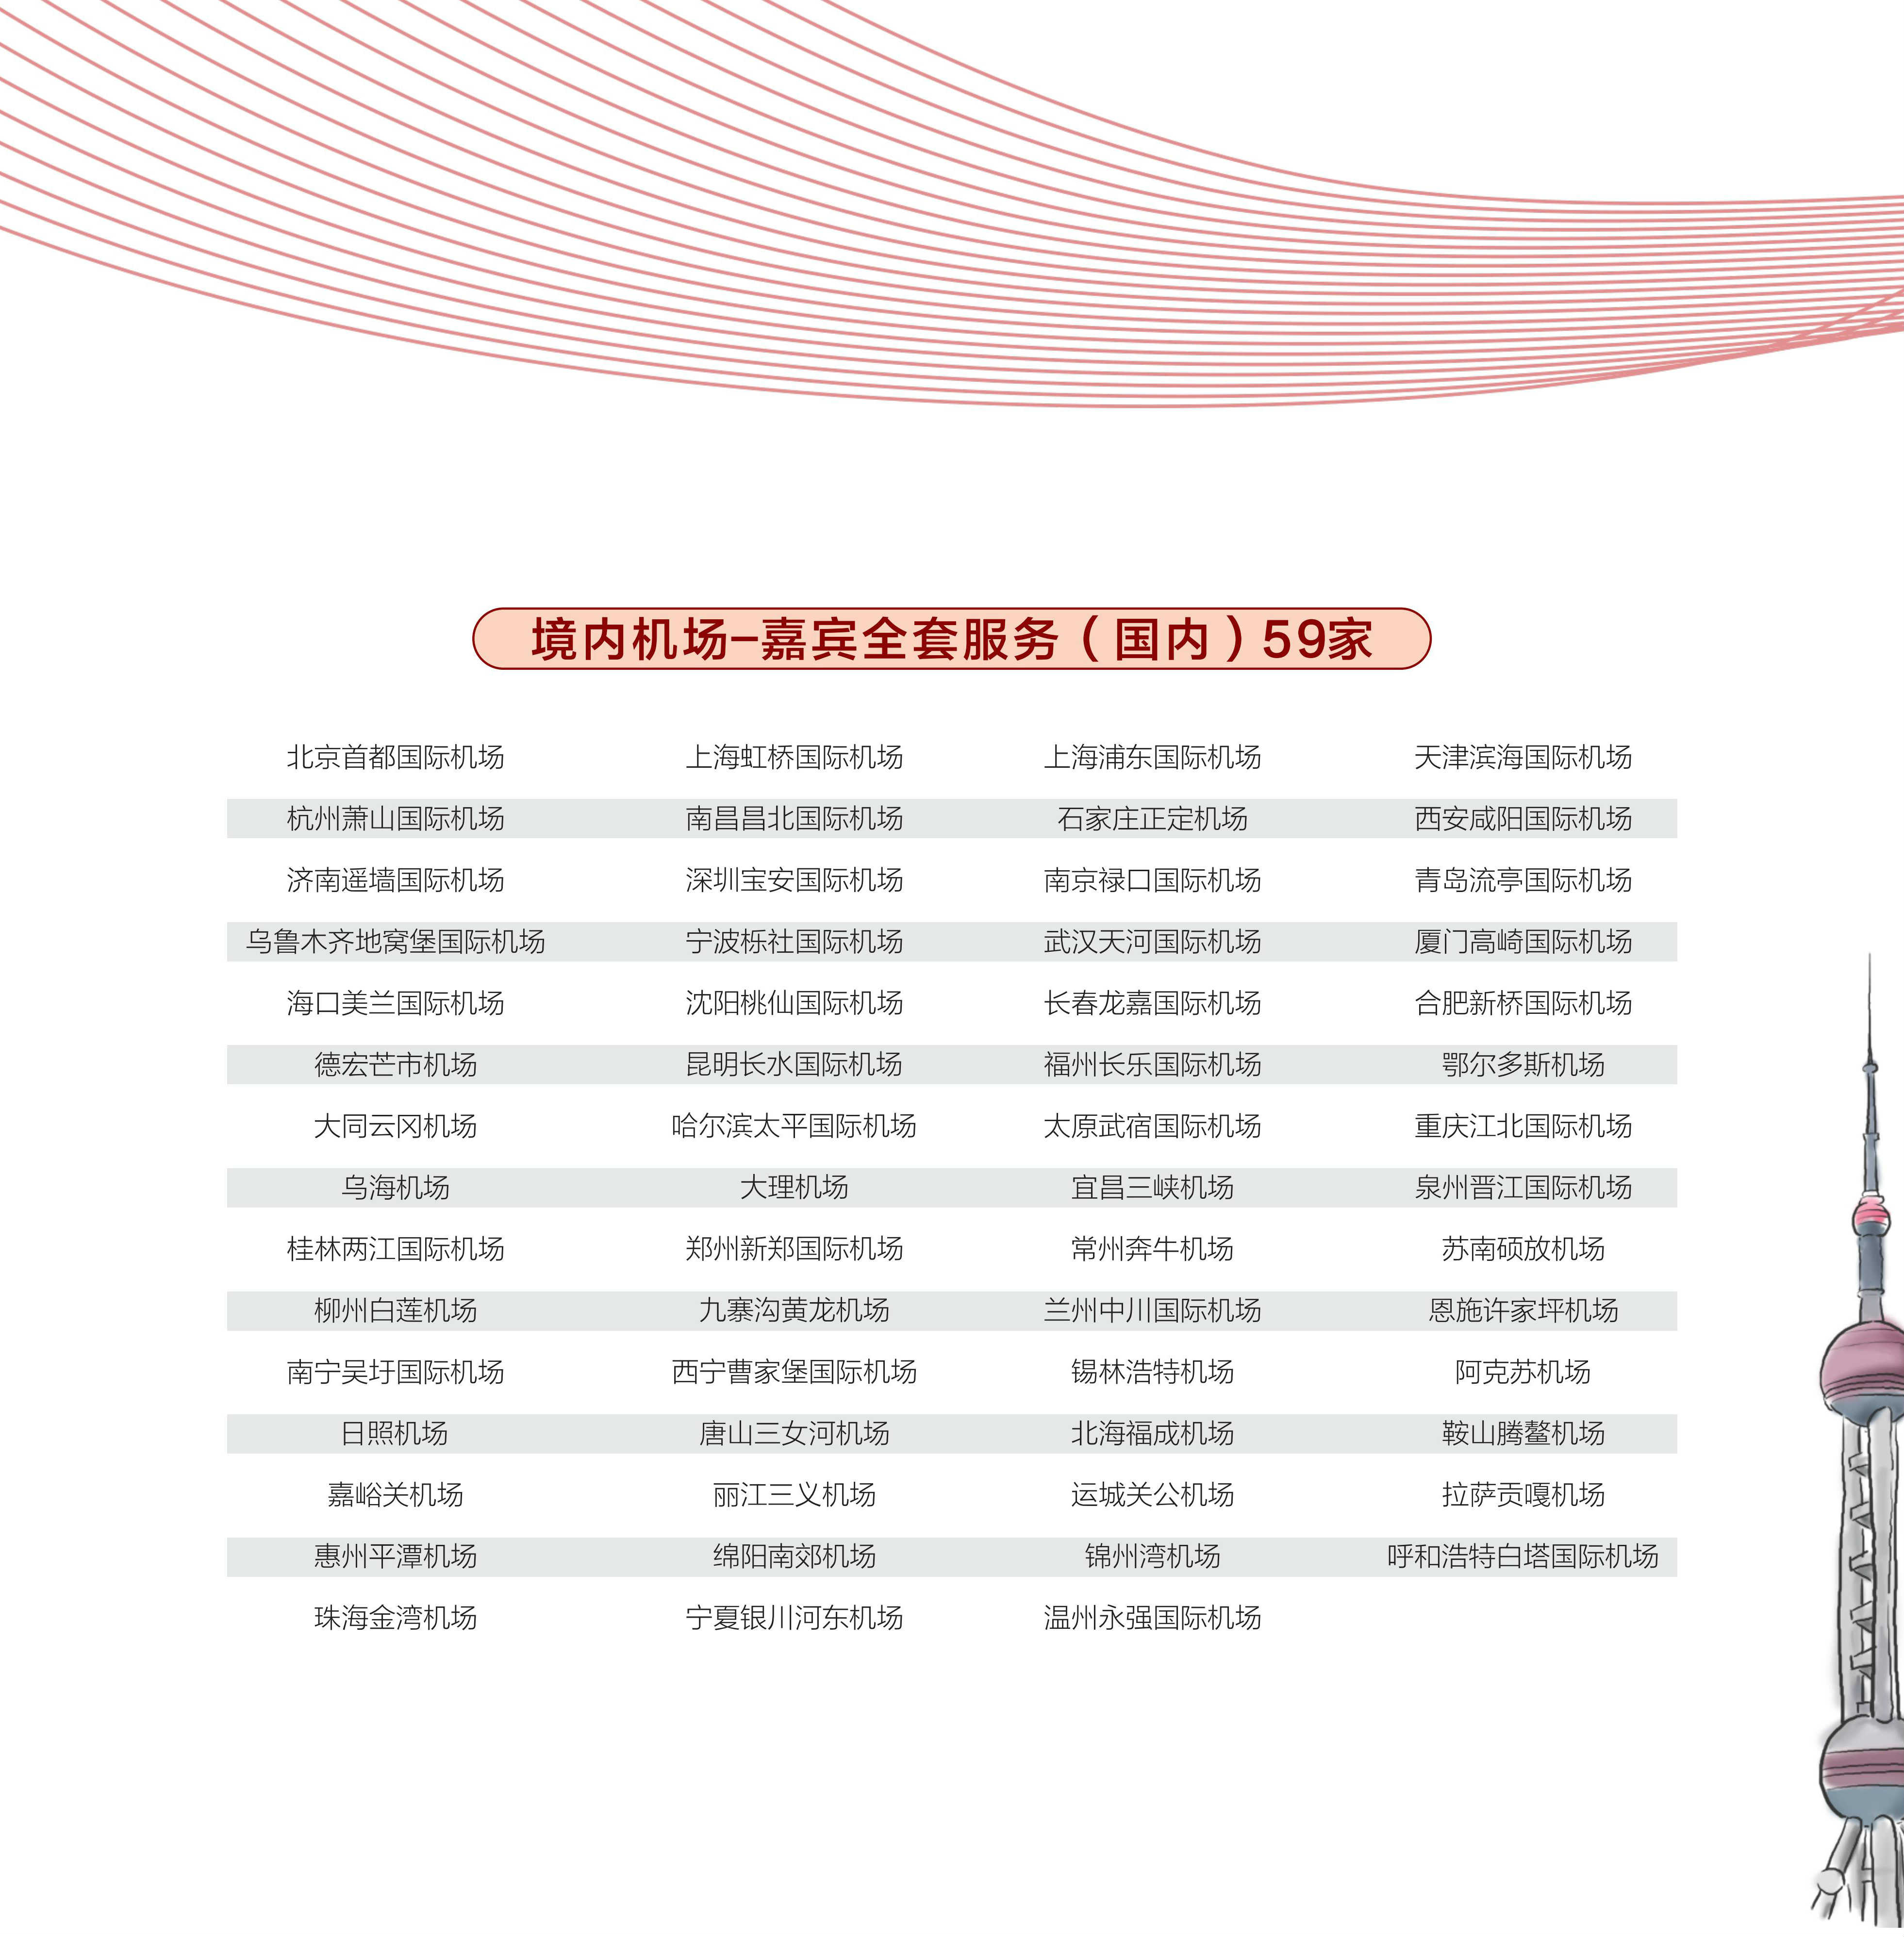 境内机场–嘉宾全套服务（国内）59家
北京首都国际机场 上海虹桥国际机场 上海浦东国际机场 天津滨海国际机场
杭州萧山国际机场 南昌昌北国际机场 石家庄正定机场 西安咸阳国际机场
济南遥墙国际机场 深圳宝安国际机场 南京禄口国际机场 青岛流亭国际机场
乌鲁木齐地窝堡国际机场 宁波栎社国际机场 武汉天河国际机场 厦门高崎国际机场
海口美兰国际机场 沈阳桃仙国际机场 长春龙嘉国际机场 合肥新桥国际机场
德宏芒市机场 昆明长水国际机场 福州长乐国际机场 鄂尔多斯机场
大同云冈机场 哈尔滨太平国际机场 太原武宿国际机场 重庆江北国际机场
乌海机场 大理机场 宜昌三峡机场 泉州晋江国际机场
桂林两江国际机场 郑州新郑国际机场 常州奔牛机场 苏南硕放机场
柳州白莲机场 九寨沟黄龙机场 兰州中川国际机场 恩施许家坪机场
南宁吴圩国际机场 西宁曹家堡国际机场 锡林浩特机场 阿克苏机场
日照机场 唐山三女河机场 北海福成机场 鞍山腾鳌机场
嘉峪关机场 丽江三义机场 运城关公机场 拉萨贡嘎机场
惠州平潭机场 绵阳南郊机场 锦州湾机场 呼和浩特白塔国际机场
珠海金湾机场 宁夏银川河东机场 温州永强国际机场